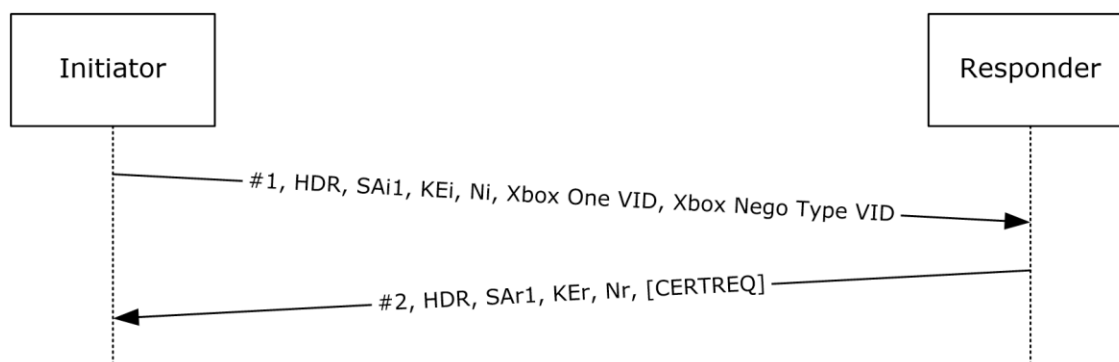 Initiator
Responder
#1, HDR, SAi1, KEi, Ni, Xbox One VID, Xbox Nego Type VID
#2, HDR, SAr1, KEr, Nr, [CERTREQ]